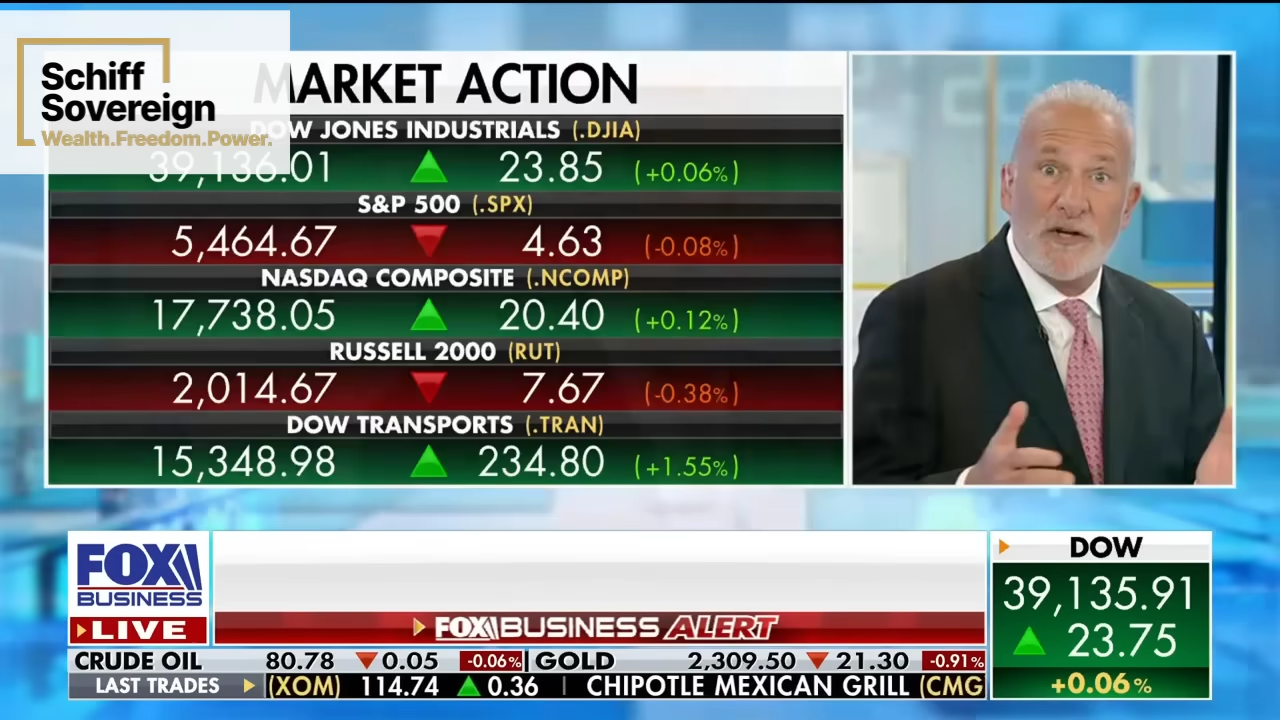 Schiff
Sovereign
Wealth.Freedom.Power.
MARKET ACTION
DOW JONES INDUSTRIALS (.DJIA)
39,136.01 ▲ 23.85 (+0.06%)
S&P 500 (.SPX)
5,464.67 ▼ 4.63 (-0.08%)
NASDAQ COMPOSITE (.NCOMP)
17,738.05 ▲ 20.40 (+0.12%)
RUSSELL 2000 (RUT)
2,014.67 ▼ 7.67 (-0.38%)
DOW TRANSPORTS (.TRAN)
15,348.98 ▲ 234.80 (+1.55%)
FOX
BUSINESS
LIVE
FOX BUSINESS ALERT
DOW
39,135.91
▲ 23.75
+0.06%
CRUDE OIL 80.78 ▼ 0.05 -0.06% GOLD 2,309.50 ▼ 21.30 -0.91%
LAST TRADES (XOM) 114.74 ▲ 0.36 | CHIPOTLE MEXICAN GRILL (CMG